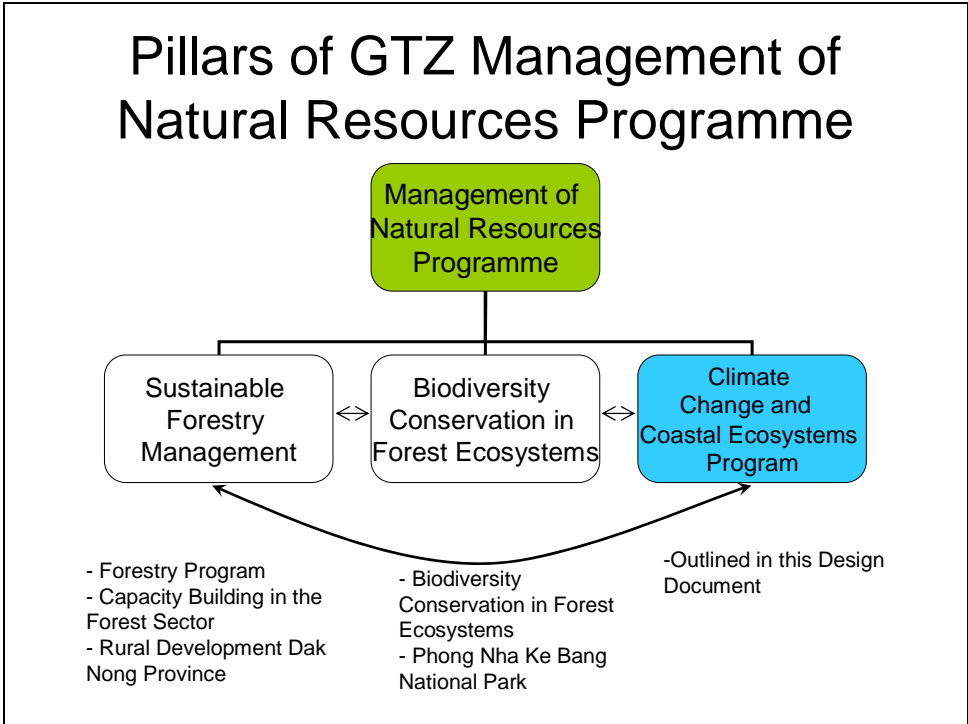 Pillars of GTZ Management of
Natural Resources Programme
Management of
Natural Resources
Programme
Sustainable
Forestry
Management
Biodiversity
Conservation in
Forest Ecosystems
Climate
Change and
Coastal Ecosystems
Program
- Forestry Program
- Capacity Building in the
Forest Sector
- Rural Development Dak
Nong Province
- Biodiversity
Conservation in Forest
Ecosystems
- Phong Nha Ke Bang
National Park
-Outlined in this Design
Document